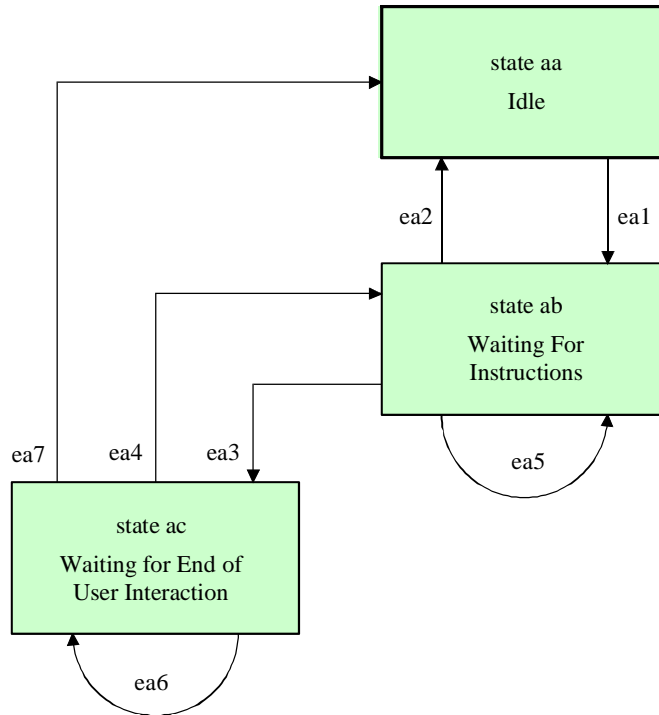 state aa
Idle
ea2
ea1
state ab
Waiting For
Instructions
ea7
ea4
ea3
ea5
state ac
Waiting for End of
User Interaction
ea6